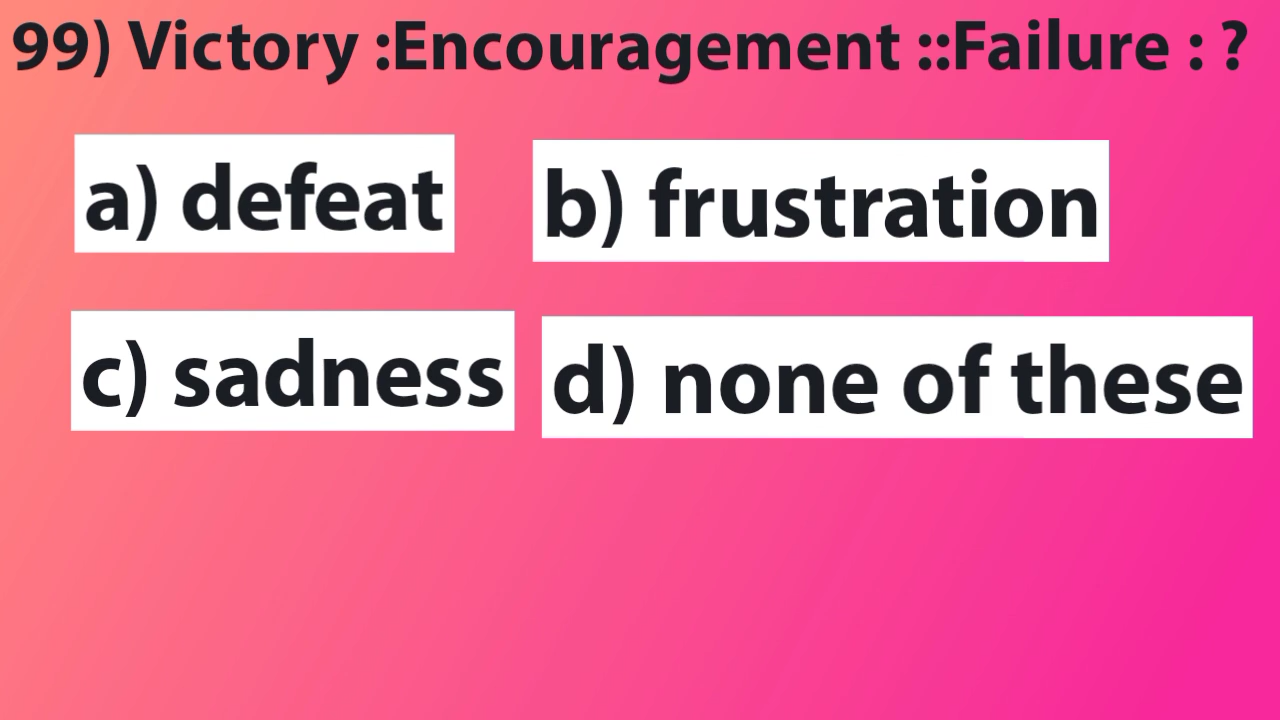 99) Victory :Encouragement ::Failure : ?
a) defeat
b) frustration
c) sadness
d) none of these